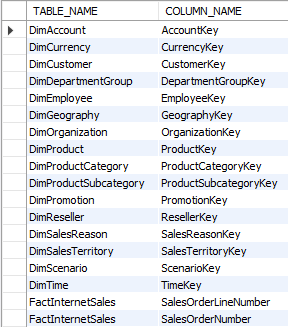 TABLE_NAME COLUMN_NAME
DimAccount AccountKey
DimCurrency CurrencyKey
DimCustomer CustomerKey
DimDepartmentGroup DepartmentGroupKey
DimEmployee EmployeeKey
DimGeography GeographyKey
DimOrganization OrganizationKey
DimProduct ProductKey
DimProductCategory ProductCategoryKey
DimProductSubcategory ProductSubcategoryKey
DimPromotion PromotionKey
DimReseller ResellerKey
DimSalesReason SalesReasonKey
DimSalesTerritory SalesTerritoryKey
DimScenario ScenarioKey
DimTime TimeKey
FactInternetSales SalesOrderLineNumber
FactInternetSales SalesOrderNumber